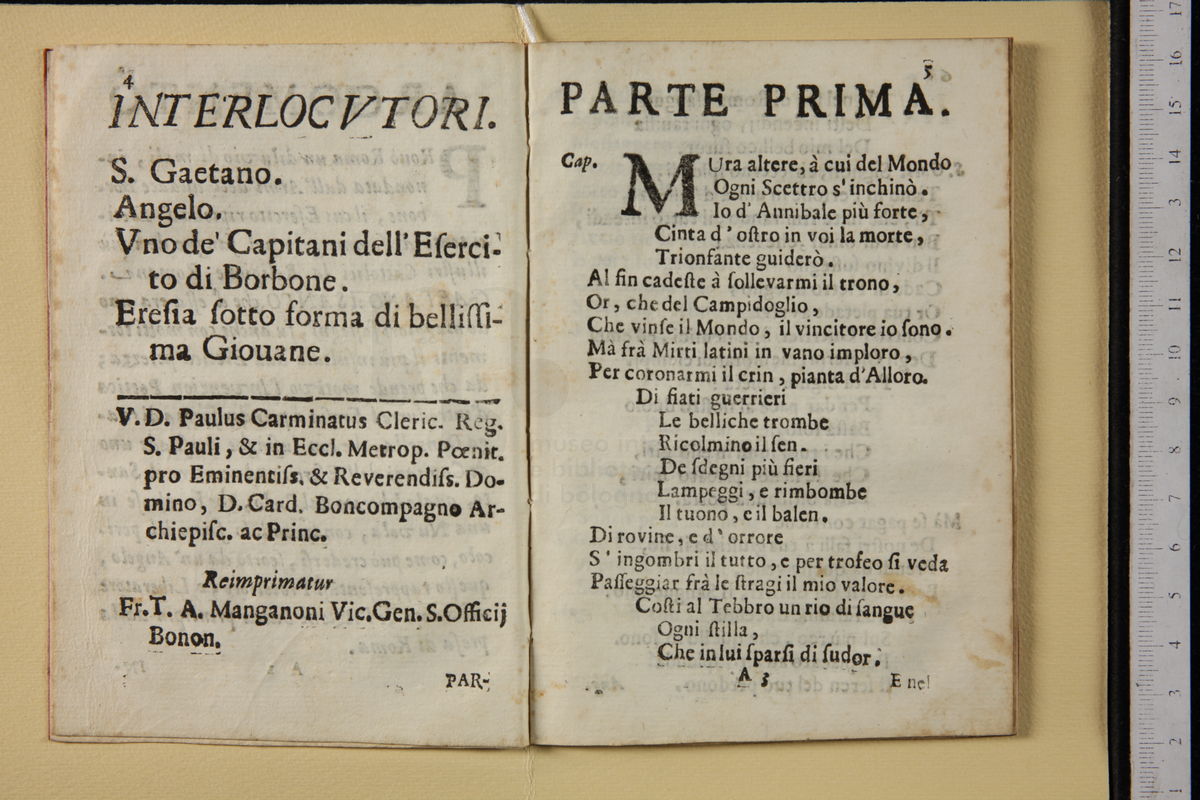 4
INTERLOCVTORI.
S. Gaetano.
Angelo.
Vno de' Capitani dell' Eſerci-
to di Borbone.
Ereſia ſotto forma di belliſſi-
ma Giouane.
V. D. Paulus Carminatus Cleric. Reg.
S. Pauli, & in Eccl. Metrop. Pœnit.
pro Eminentiſs. & Reverendiſs. Do-
mino, D. Card. Boncompagno Ar-
chiepiſc. ac Princ.
Reimprimatur
Fr. T. A. Manganoni Vic. Gen. S. Officij
Bonon.
PAR-
5
PARTE PRIMA.
Cap. MUra altere, à cui del Mondo
Ogni Scettro s' inchinò.
Io d' Annibale più forte,
Cinta d' oſtro in voi la morte,
Trionfante guiderò.
Al fin cadeſte à ſollevarmi il trono,
Or, che del Campidoglio,
Che vinſe il Mondo, il vincitore io ſono.
Mà frà Mirti latini in vano imploro,
Per coronarmi il crin, pianta d'Alloro.
Di fiati guerrieri
Le belliche trombe
Ricolmino il ſen.
De ſdegni più fieri
Lampeggi, e rimbombe
Il tuono, e il balen.
Di rovine, e d' orrore
S' ingombri il tutto, e per trofeo ſi veda
Paſſeggiar frà le ſtragi il mio valore.
Coſti al Tebbro un rio di ſangue
Ogni ſtilla,
Che in lui ſparſi di ſudor.
A 3
E nel